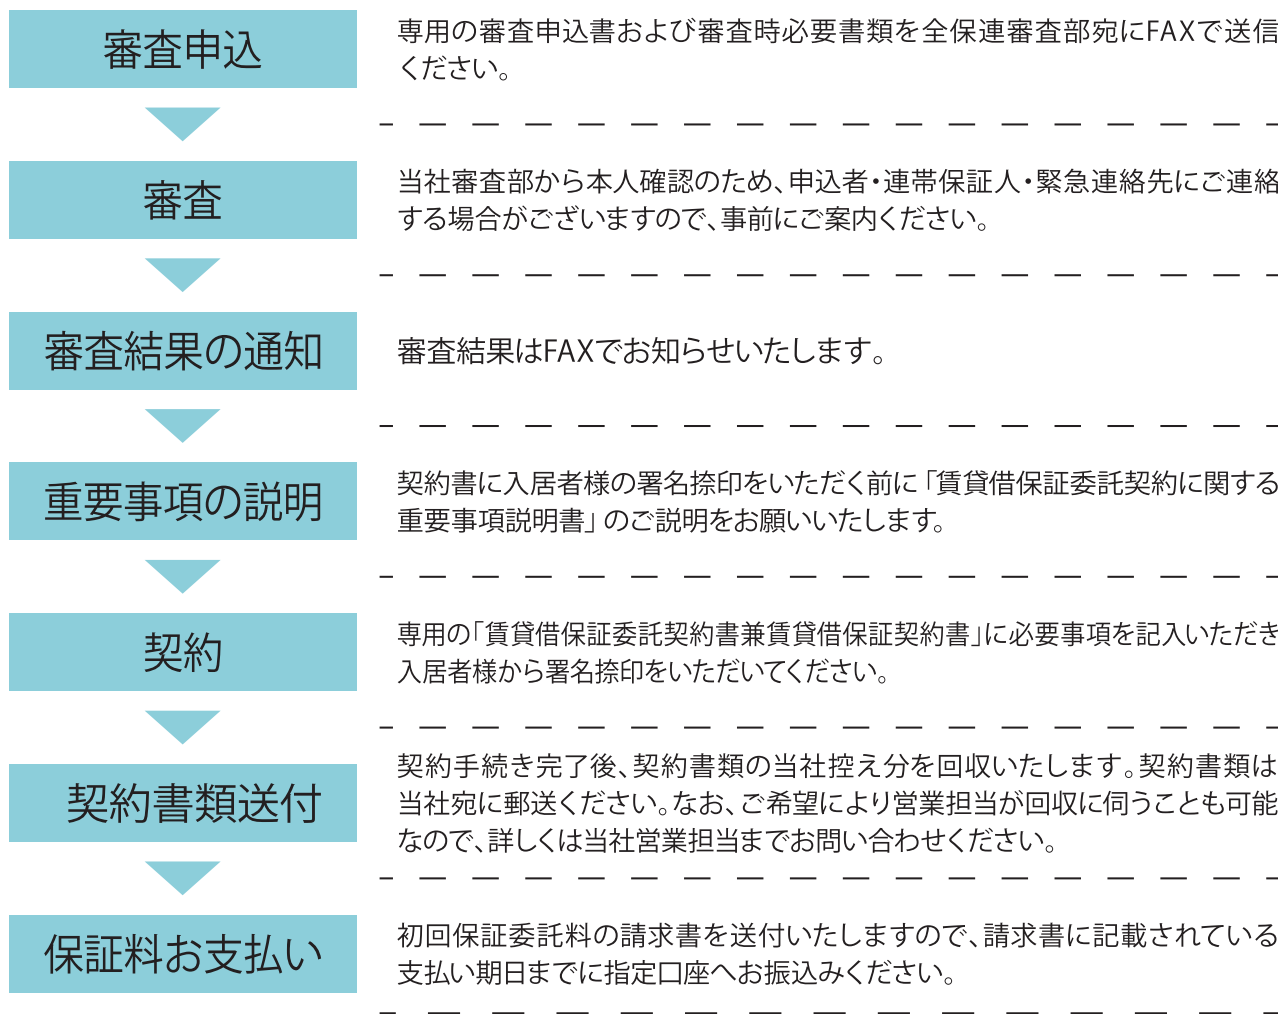 審査申込
専用の審査申込書および審査時必要書類を全保連審査部宛にFAXで送信
ください。
審査
当社審査部から本人確認のため、申込者・連帯保証人・緊急連絡先にご連絡
する場合がございますので、事前にご案内ください。
審査結果の通知
審査結果はFAXでお知らせいたします。
重要事項の説明
契約書に入居者様の署名捺印をいただく前に「賃貸借保証委託契約に関する
重要事項説明書」のご説明をお願いいたします。
契約
専用の「賃貸借保証委託契約書兼賃貸借保証契約書」に必要事項を記入いただき
入居者様から署名捺印をいただいてください。
契約書類送付
契約手続き完了後、契約書類の当社控え分を回収いたします。契約書類は
当社宛に郵送ください。なお、ご希望により営業担当が回収に伺うことも可能
なので、詳しくは当社営業担当までお問い合わせください。
保証料お支払い
初回保証委託料の請求書を送付いたしますので、請求書に記載されている
支払い期日までに指定口座へお振込みください。